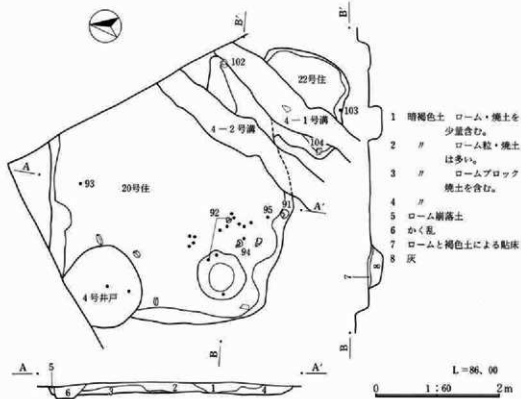 B'
B'
102
22号住
103
4－1号溝
104
4－2号溝
A
93
20号住
92
95
91
A'
94
4号井戸
B
B
7
8
1 暗褐色土 ローム・焼土を
少量含む。
2 〃 ローム粒・焼土
は多い。
3 〃 ロームブロック
焼土を含む。
4 〃
5 ローム崩落土
6 かく乱
7 ロームと褐色土による貼床
8 灰
A
5
A'
6
3
2
1
4
L＝86，00
0 1：60 2m